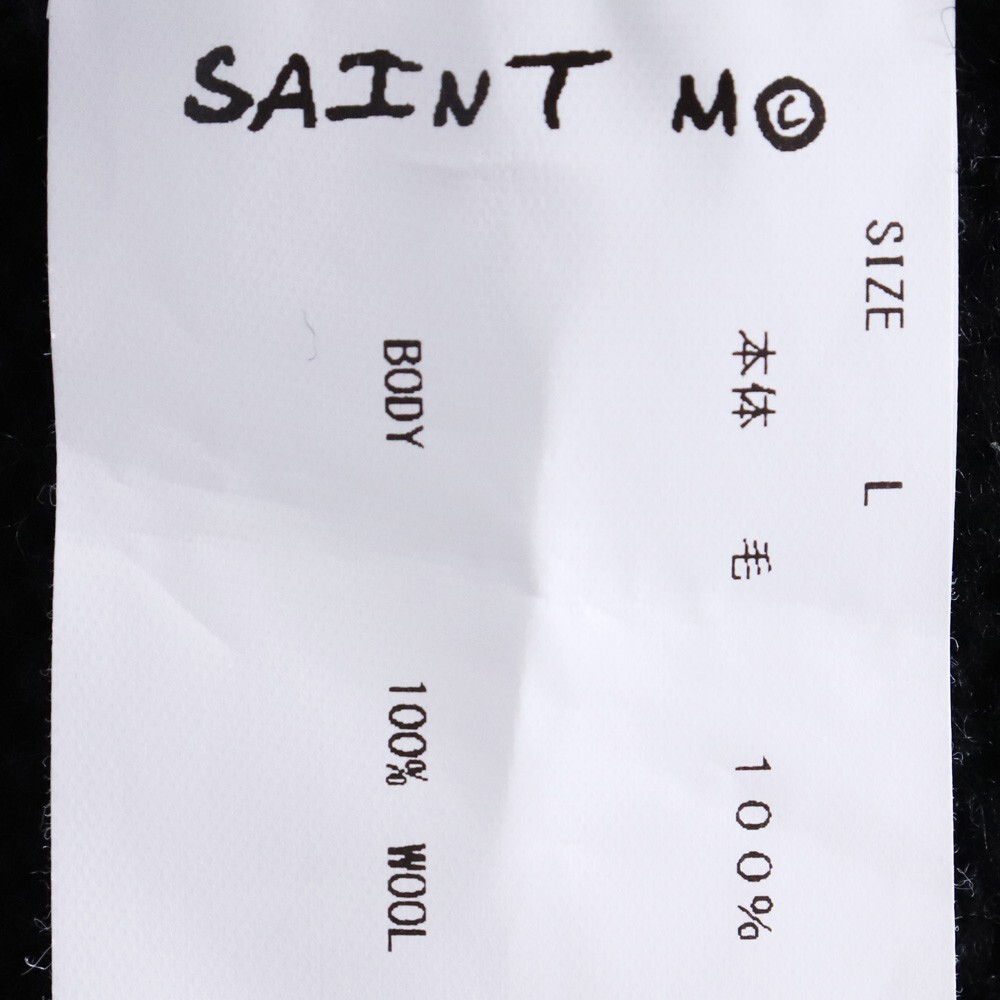 SAINT M©
SIZE L
本体 毛 100%
BODY 100% WOOL